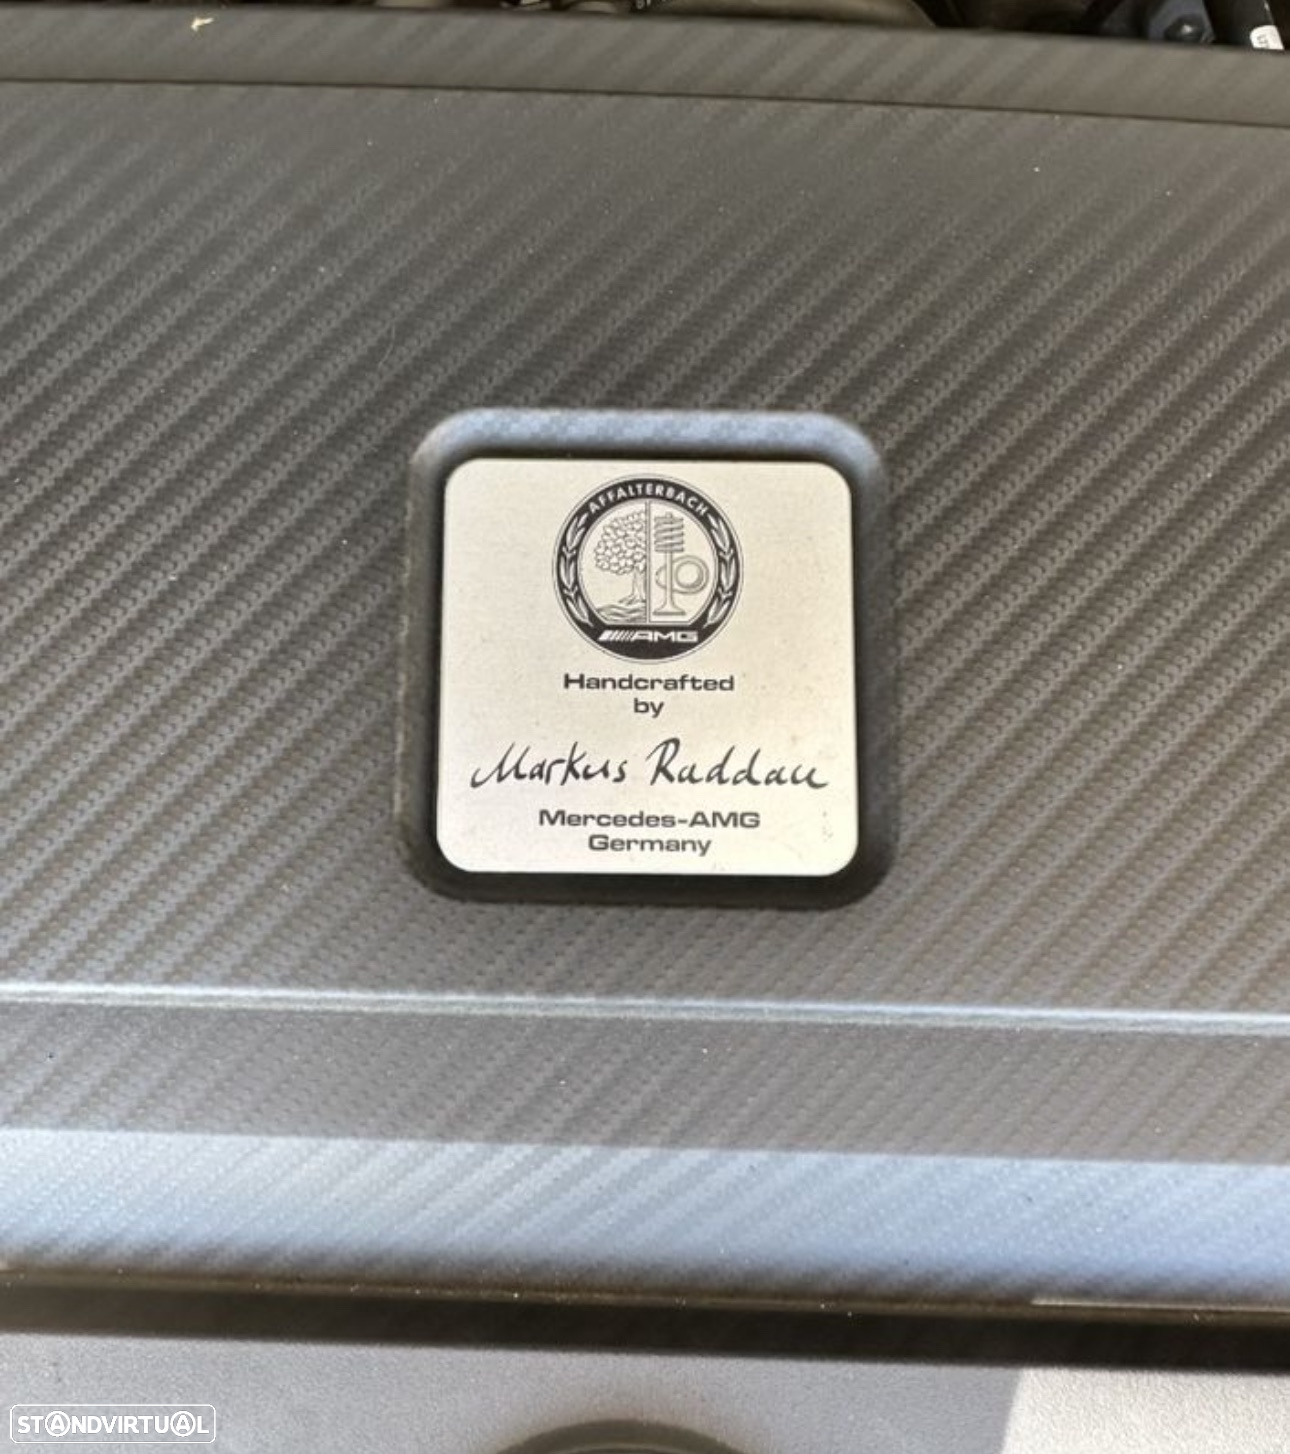 AFFALTERBACH
AMG
Handcrafted
by
Markus Raddau
Mercedes-AMG
Germany
STANDVIRTUAL